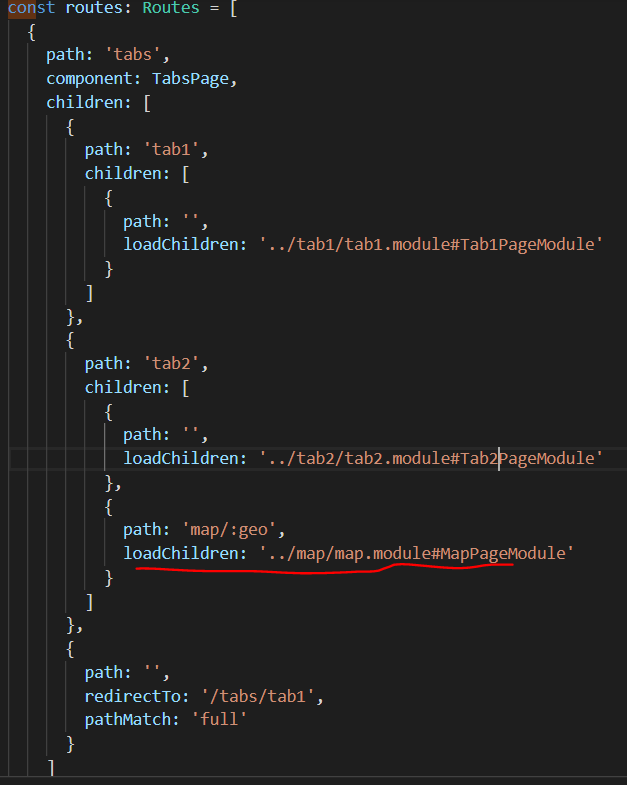 const routes: Routes = [
  {
    path: 'tabs',
    component: TabsPage,
    children: [
      {
        path: 'tab1',
        children: [
          {
            path: '',
            loadChildren: '../tab1/tab1.module#Tab1PageModule'
          }
        ]
      },
      {
        path: 'tab2',
        children: [
          {
            path: '',
            loadChildren: '../tab2/tab2.module#Tab2PageModule'
          },
          {
            path: 'map/:geo',
            loadChildren: '../map/map.module#MapPageModule'
          }
        ]
      },
      {
        path: '',
        redirectTo: '/tabs/tab1',
        pathMatch: 'full'
      }
    ]